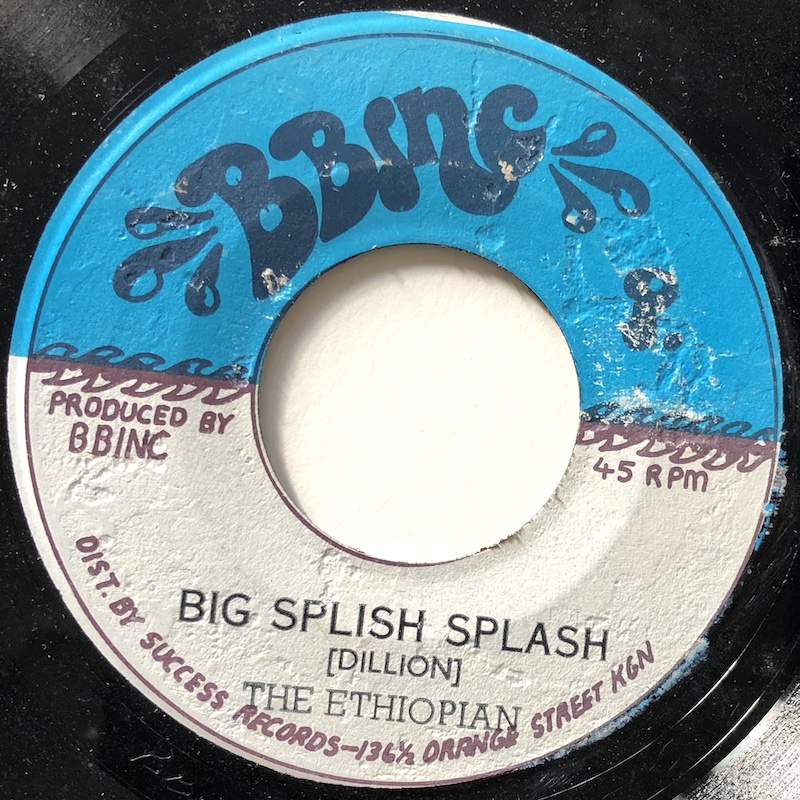 BBINC
PRODUCED BY
BBINC
45 RPM
BIG SPLISH SPLASH
[DILLION]
THE ETHIOPIAN
DIST. BY SUCCESS RECORDS-136½ ORANGE STREET KGN